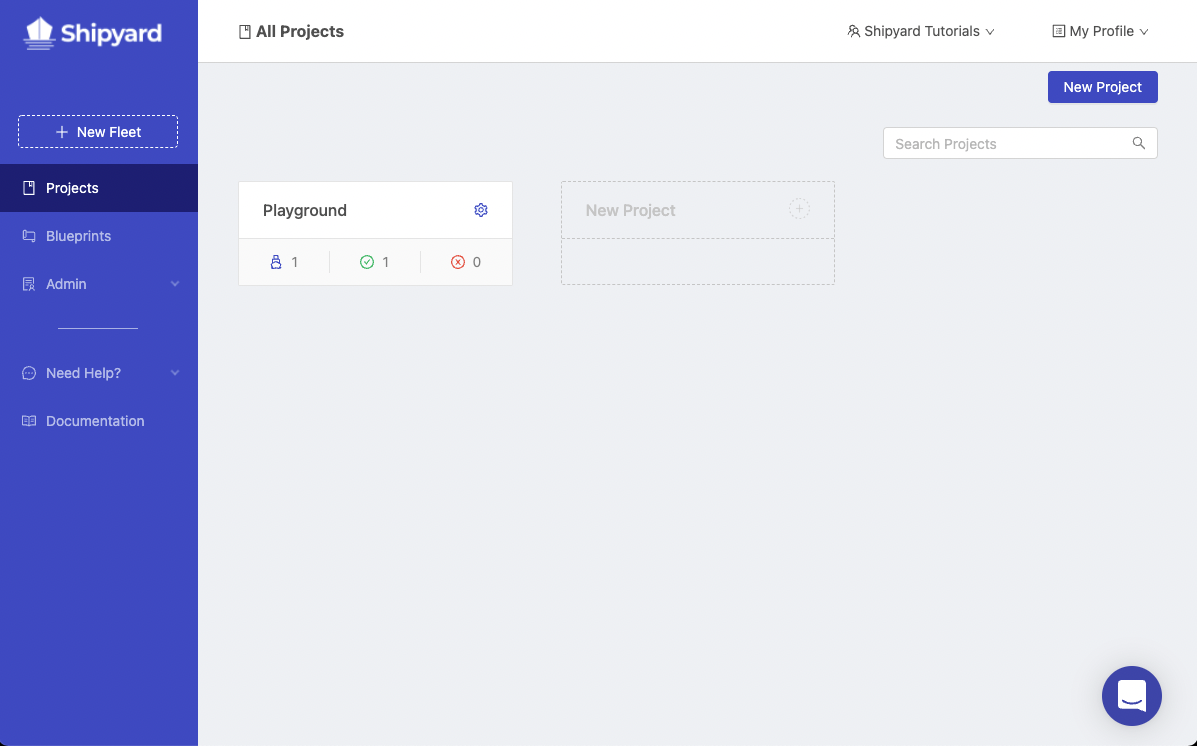 Shipyard
New Fleet
Projects
Blueprints
Admin
Need Help?
Documentation
All Projects
Shipyard Tutorials
My Profile
New Project
Search Projects
Playground
1
1
0
New Project